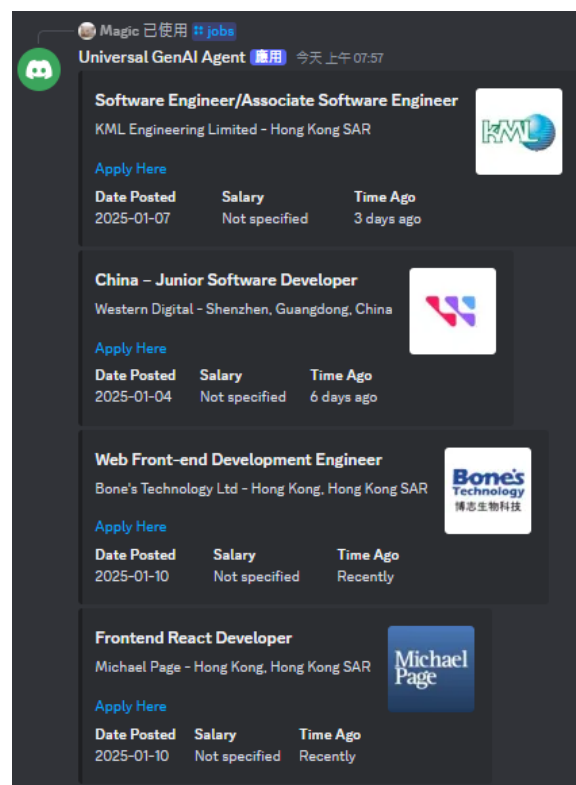 Magic 已使用 jobs
Universal GenAI Agent 應用 今天 上午 07:57
Software Engineer/Associate Software Engineer
KML Engineering Limited - Hong Kong SAR
KML
Apply Here
Date Posted Salary Time Ago
2025-01-07 Not specified 3 days ago
China – Junior Software Developer
Western Digital - Shenzhen, Guangdong, China
Apply Here
Date Posted Salary Time Ago
2025-01-04 Not specified 6 days ago
Web Front-end Development Engineer
Bone's Technology Ltd - Hong Kong, Hong Kong SAR
Bone's
Technology
博志生物科技
Apply Here
Date Posted Salary Time Ago
2025-01-10 Not specified Recently
Frontend React Developer
Michael Page - Hong Kong, Hong Kong SAR
Michael
Page
Apply Here
Date Posted Salary Time Ago
2025-01-10 Not specified Recently